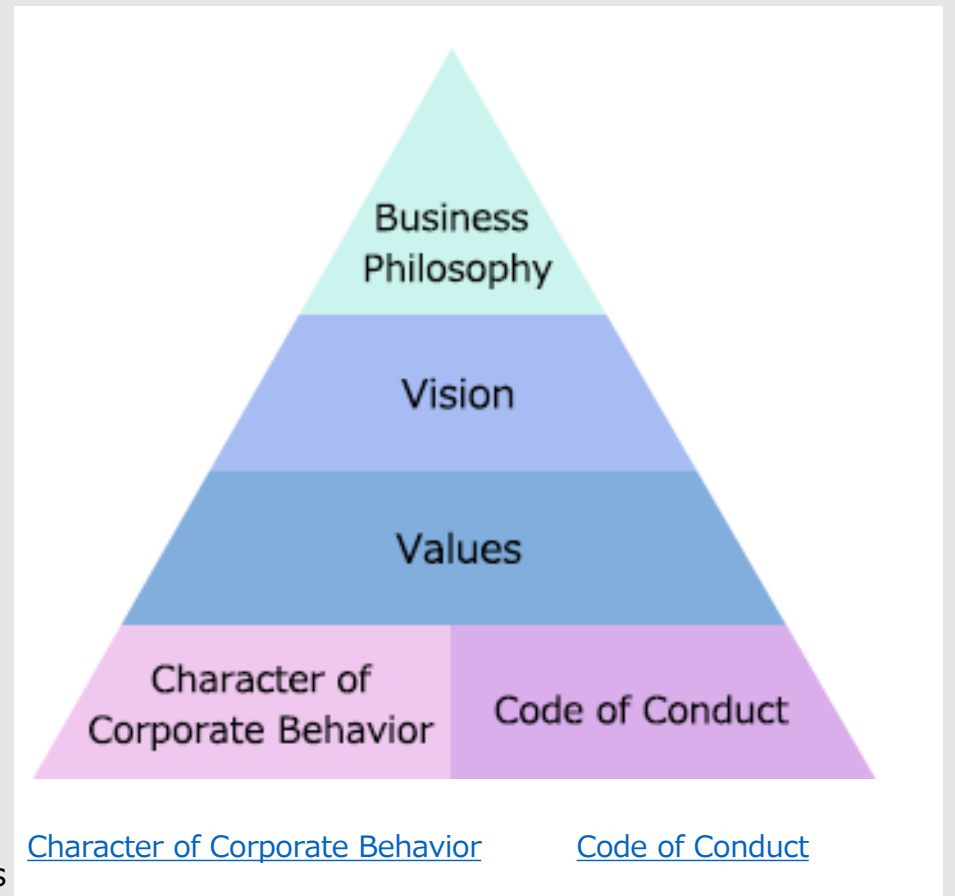 Business
Philosophy
Vision
Values
Character of
Corporate Behavior
Code of Conduct
Character of Corporate Behavior
Code of Conduct
s